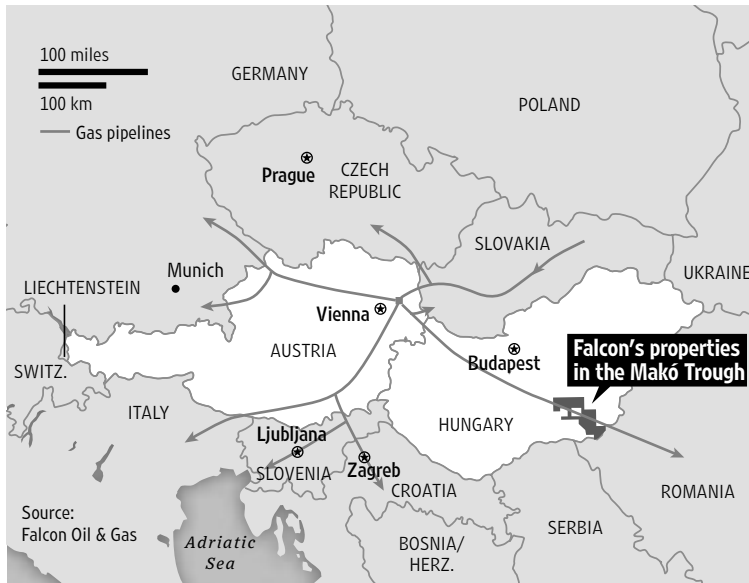 100 miles
100 km
Gas pipelines
GERMANY
POLAND
Prague
CZECH
REPUBLIC
SLOVAKIA
UKRAINE
LIECHTENSTEIN
Munich
Vienna
AUSTRIA
Budapest
Falcon's properties
in the Makó Trough
SWITZ.
ITALY
HUNGARY
Ljubljana
SLOVENIA
Zagreb
CROATIA
ROMANIA
SERBIA
BOSNIA/
HERZ.
Adriatic
Sea
Source:
Falcon Oil & Gas